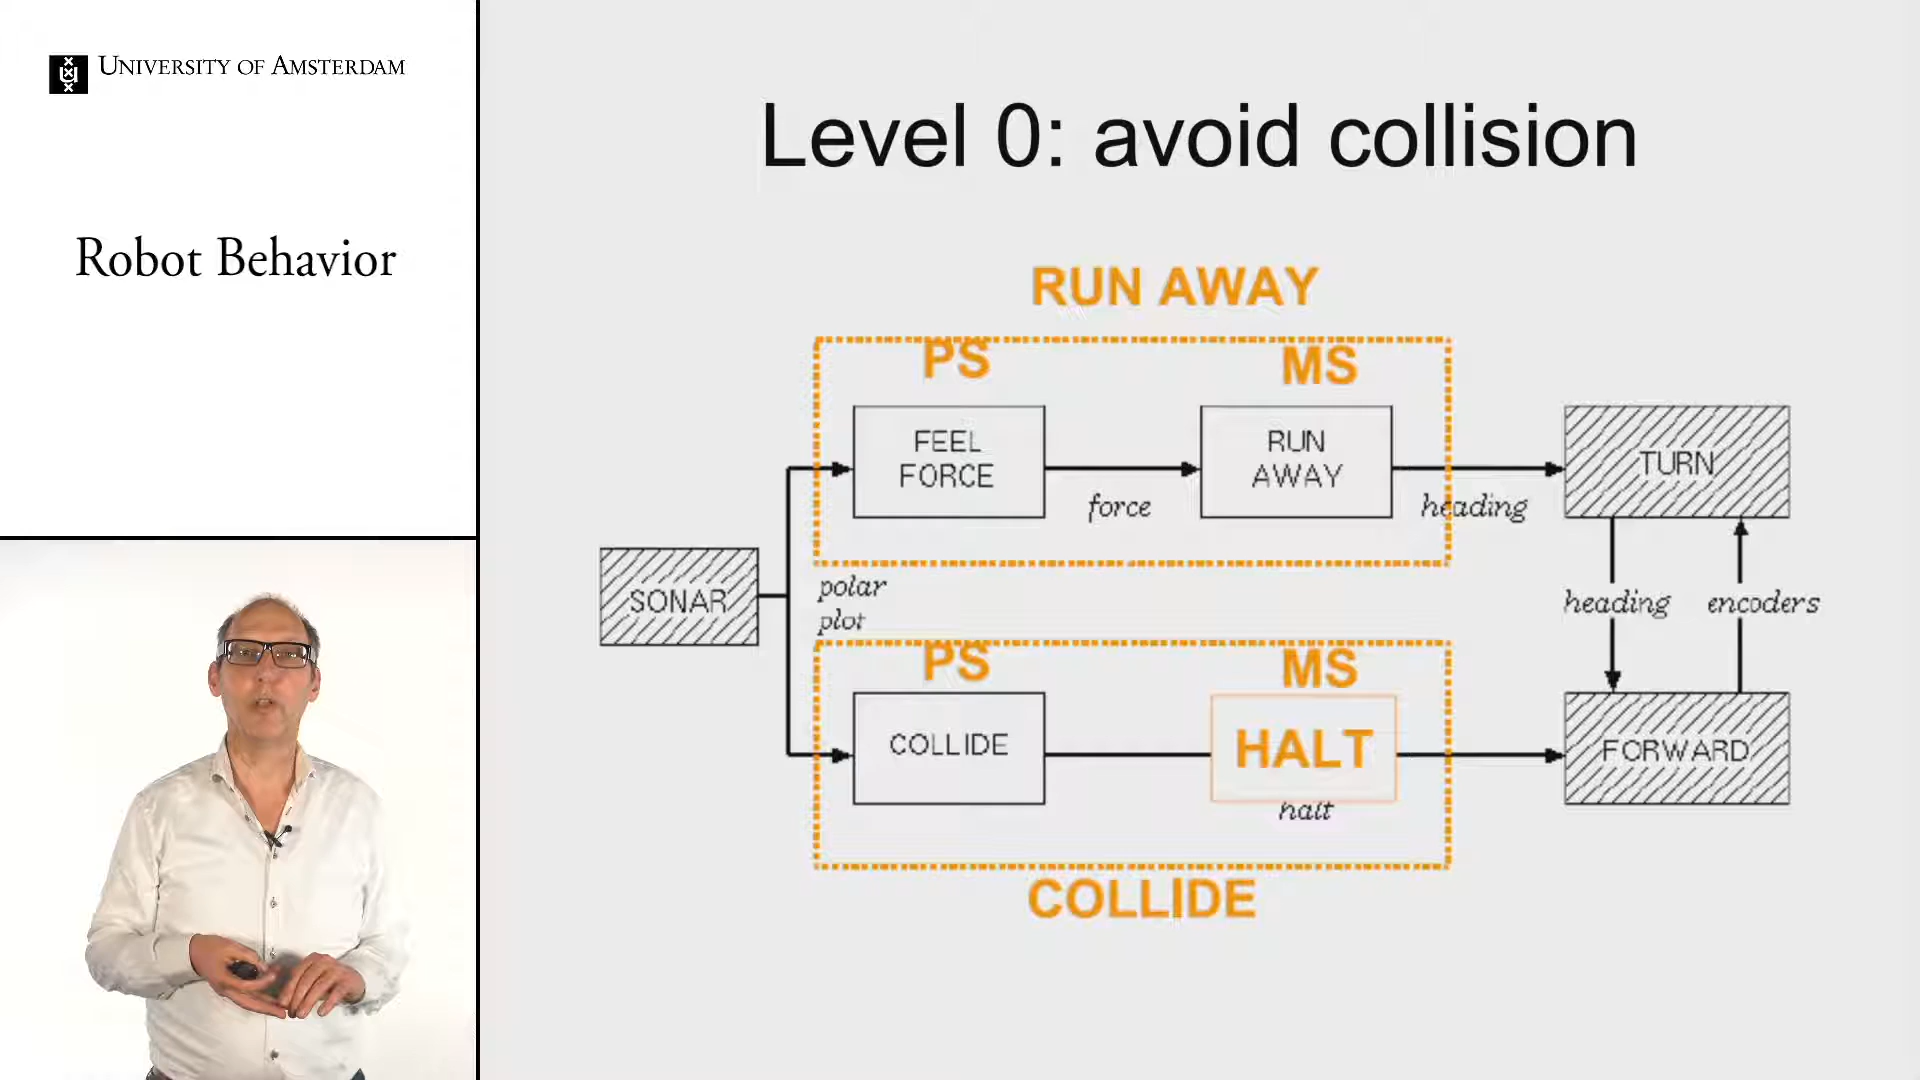 UNIVERSITY OF AMSTERDAM
Robot Behavior
Level 0: avoid collision
RUN AWAY
PS
MS
FEEL
FORCE
RUN
AWAY
TURN
force
heading
SONAR
polar
plot
heading
encoders
PS
MS
COLLIDE
HALT
FORWARD
halt
COLLIDE